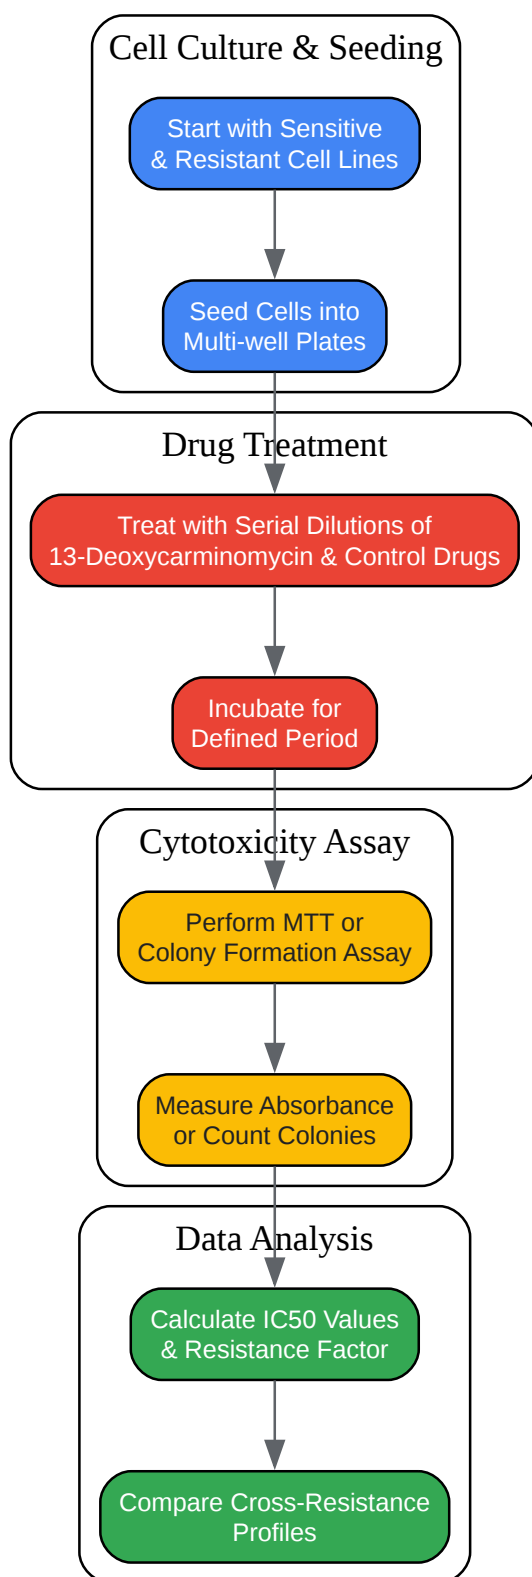 Cell Culture & Seeding
Start with Sensitive
& Resistant Cell Lines
Seed Cells into
Multi-well Plates
Drug Treatment
Treat with Serial Dilutions of
13-Deoxycarminomycin & Control Drugs
Incubate for
Defined Period
Cytotoxicity Assay
Perform MTT or
Colony Formation Assay
Measure Absorbance
or Count Colonies
Data Analysis
Calculate IC50 Values
& Resistance Factor
Compare Cross-Resistance
Profiles